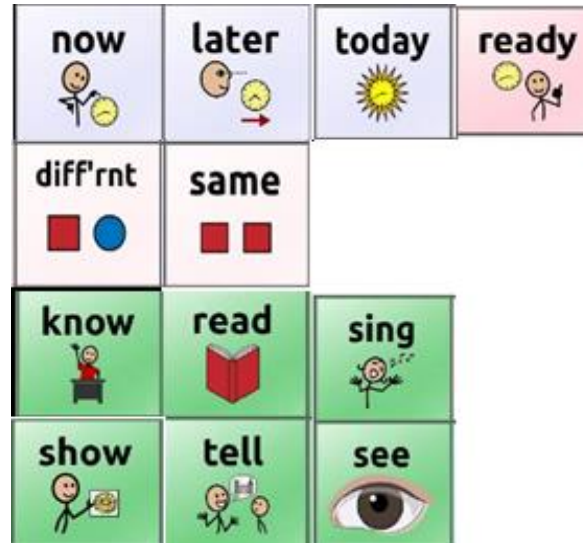 now later today ready
diff'rnt same
know read sing
show tell see